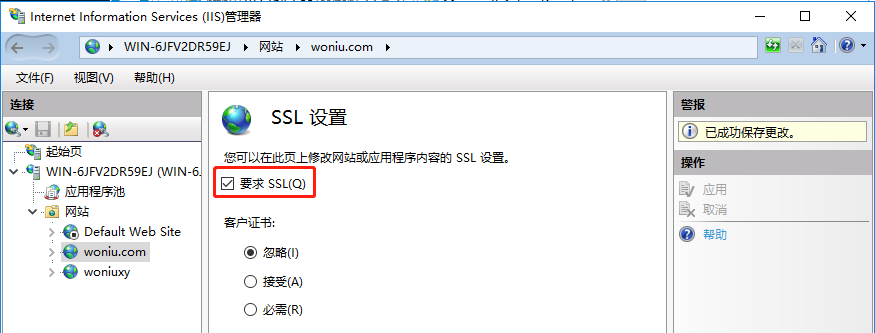 Internet Information Services (IIS)管理器
WIN-6JFV2DR59EJ 网站 woniu.com
文件(F) 视图(V) 帮助(H)
连接
起始页
WIN-6JFV2DR59EJ (WIN-6.
应用程序池
网站
Default Web Site
woniu.com
woniuxy
SSL 设置
您可以在此页上修改网站或应用程序内容的 SSL 设置。
要求 SSL(Q)
客户证书:
忽略(I)
接受(A)
必需(R)
警报
已成功保存更改。
操作
应用
取消
帮助